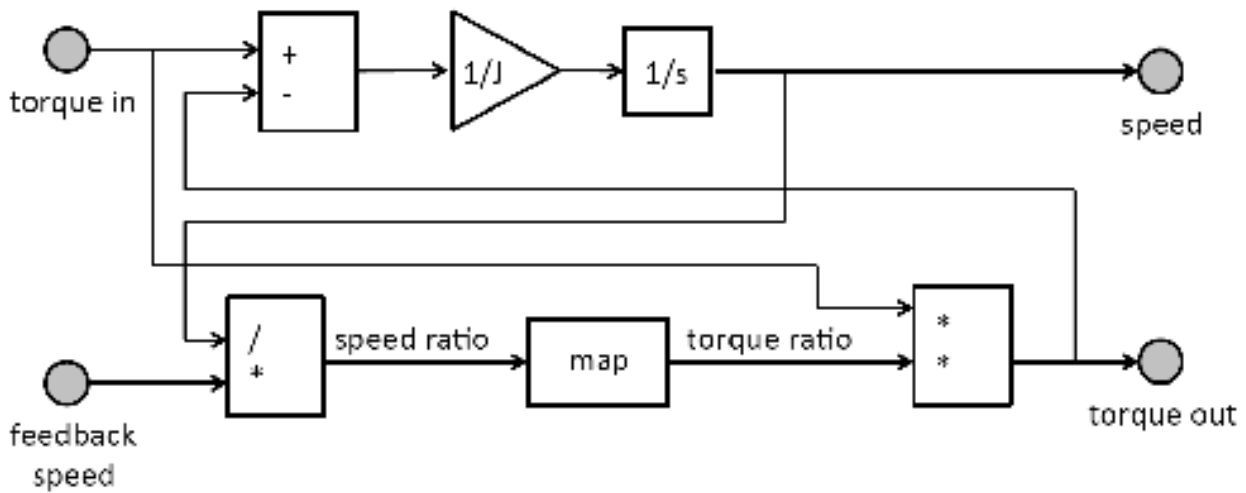 +
-
1/J
1/s
torque in
speed
/
*
speed ratio
map
torque ratio
*
*
feedback
speed
torque out